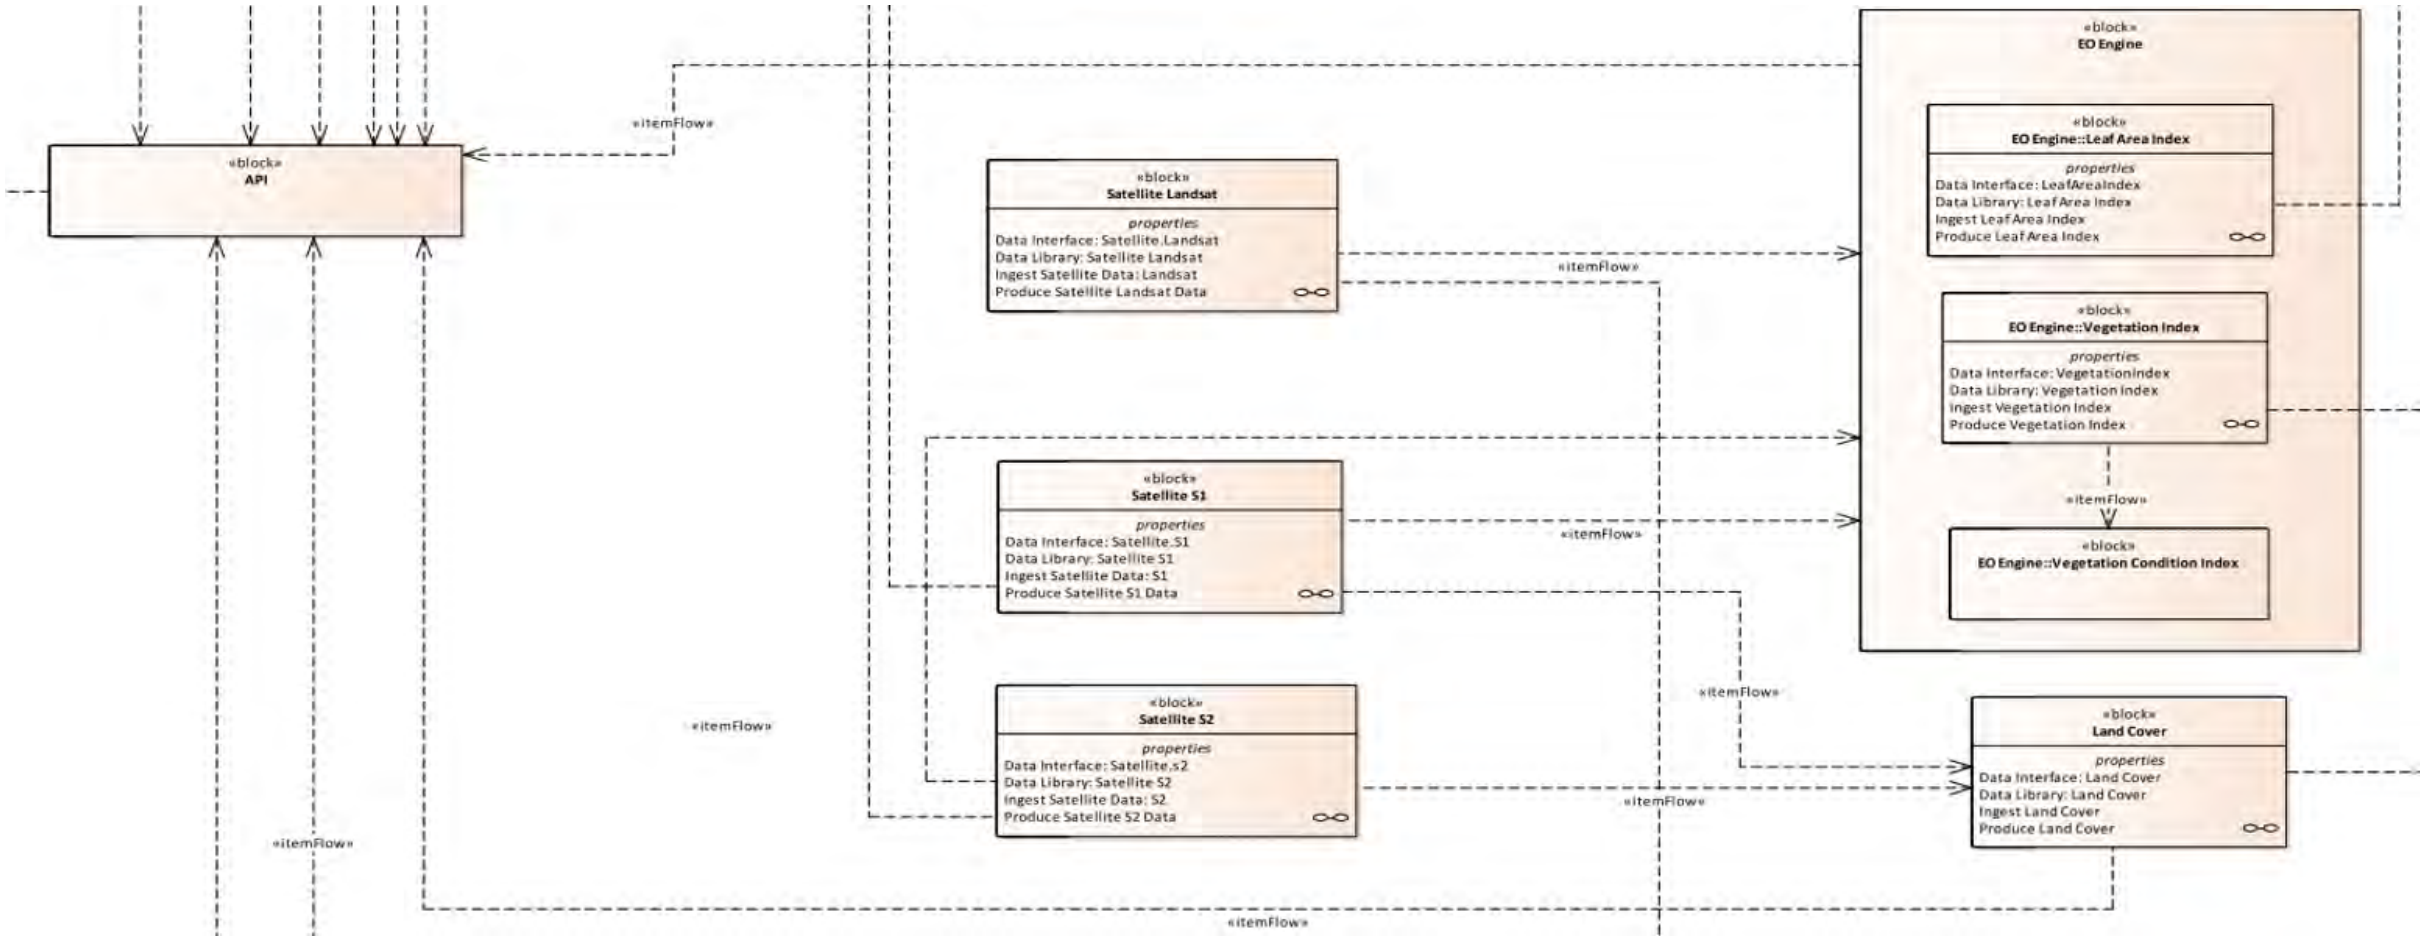 «block»
EO Engine
«itemFlow»
«block»
API
«block»
EO Engine::Leaf Area Index
properties
Data Interface: LeafAreaIndex
Data Library: Leaf Area Index
Ingest Leaf Area Index
Produce Leaf Area Index
«block»
Satellite Landsat
properties
Data Interface: Satellite.Landsat
Data Library: Satellite Landsat
Ingest Satellite Data: Landsat
Produce Satellite Landsat Data
«itemFlow»
«block»
EO Engine::Vegetation Index
properties
Data Interface: VegetationIndex
Data Library: Vegetation Index
Ingest Vegetation Index
Produce Vegetation Index
«itemFlow»
«block»
EO Engine::Vegetation Condition Index
«block»
Satellite S1
properties
Data Interface: Satellite.S1
Data Library: Satellite S1
Ingest Satellite Data: S1
Produce Satellite S1 Data
«itemFlow»
«itemFlow»
«block»
Satellite S2
properties
Data Interface: Satellite.s2
Data Library: Satellite S2
Ingest Satellite Data: S2
Produce Satellite S2 Data
«itemFlow»
«itemFlow»
«block»
Land Cover
properties
Data Interface: Land Cover
Data Library: Land Cover
Ingest Land Cover
Produce Land Cover
«itemFlow»
«itemFlow»